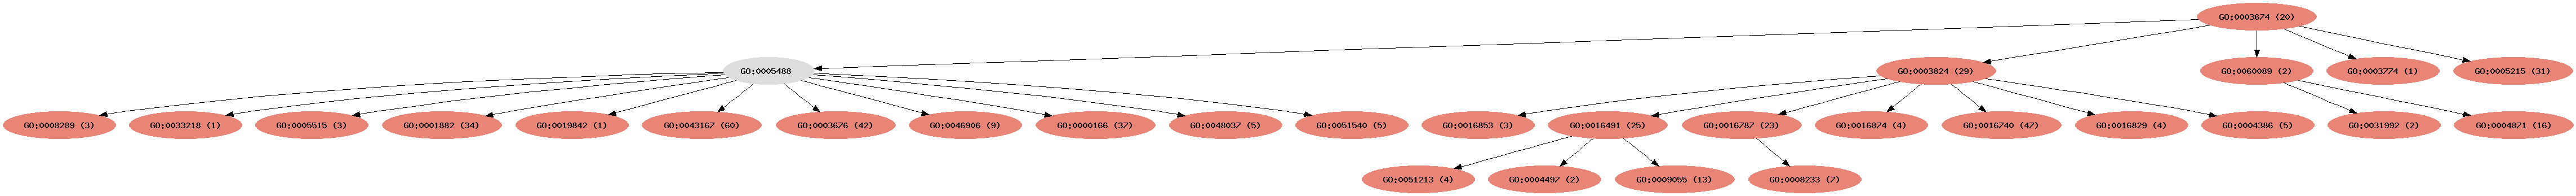 GO:0003674 (20)
GO:0005488
GO:0003824 (29)
GO:0060089 (2)
GO:0003774 (1)
GO:0005215 (31)
GO:0008289 (3)
GO:0033218 (1)
GO:0005515 (3)
GO:0001882 (34)
GO:0019842 (1)
GO:0043167 (60)
GO:0003676 (42)
GO:0046906 (9)
GO:0000166 (37)
GO:0048037 (5)
GO:0051540 (5)
GO:0016853 (3)
GO:0016491 (25)
GO:0016787 (23)
GO:0016874 (4)
GO:0016740 (47)
GO:0016829 (4)
GO:0004386 (5)
GO:0031992 (2)
GO:0004871 (16)
GO:0051213 (4)
GO:0004497 (2)
GO:0009055 (13)
GO:0008233 (7)